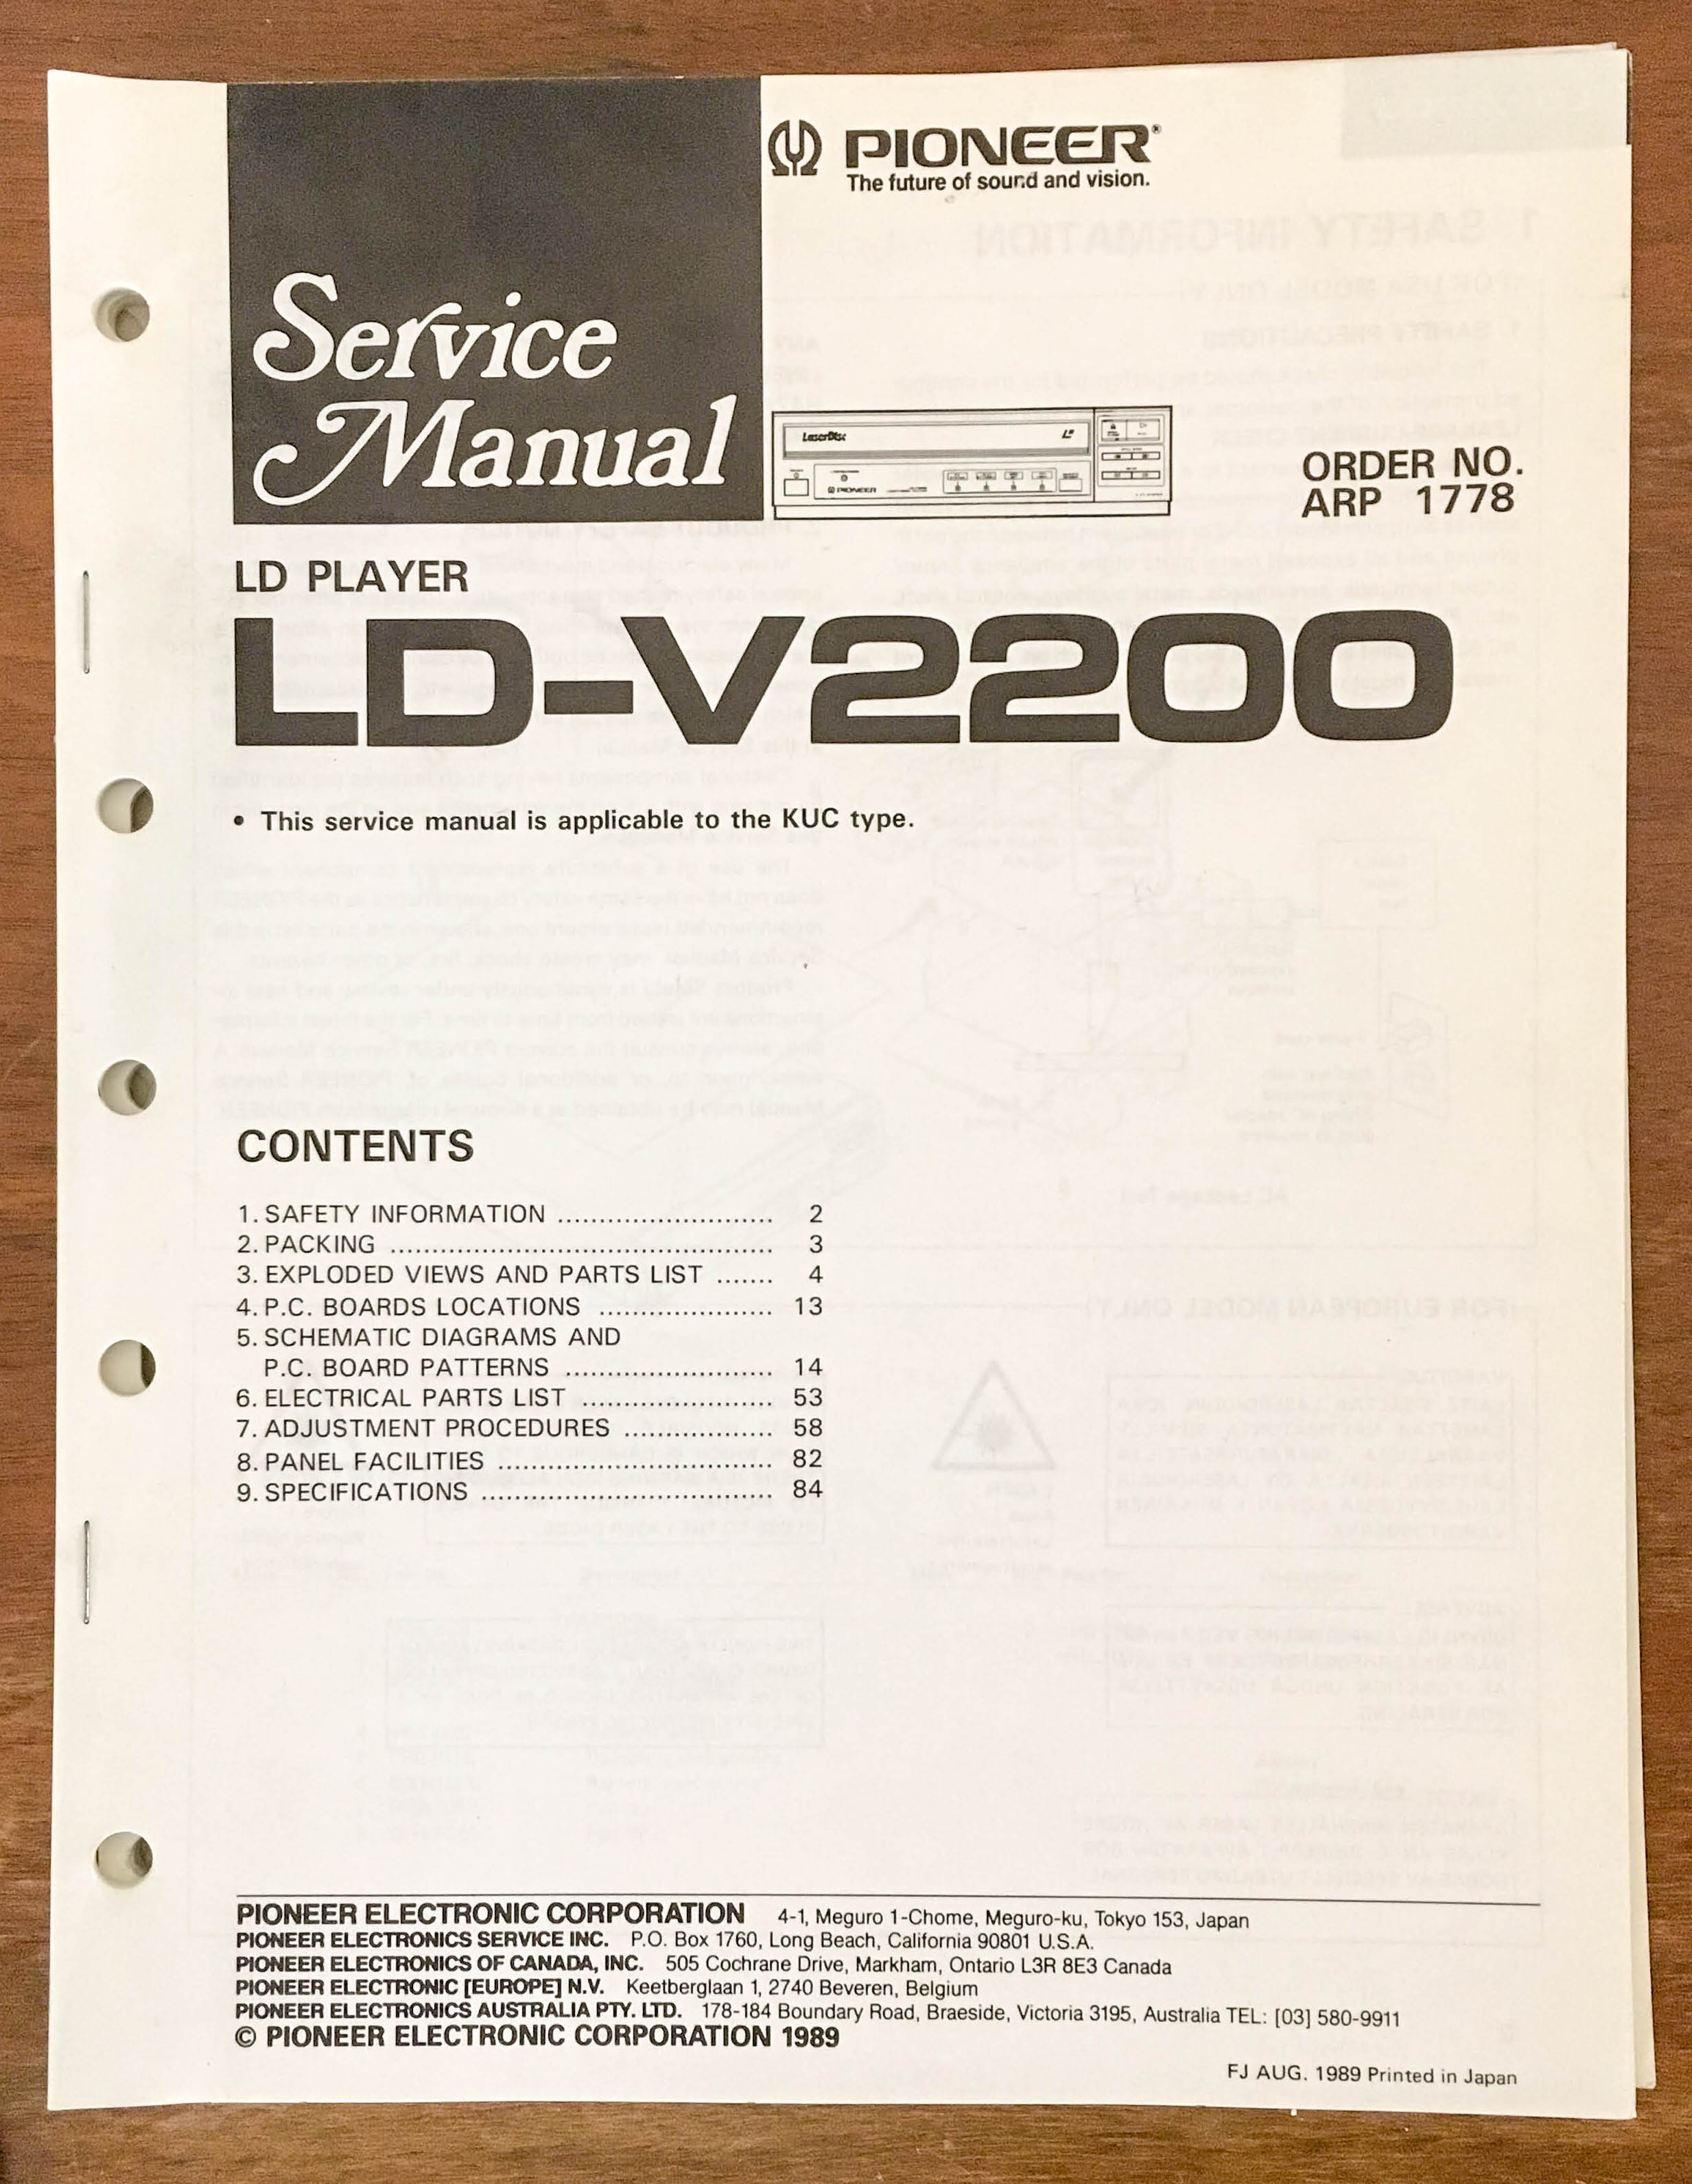 PIONEER®
The future of sound and vision.
Service
Manual
LaserDisc
PIONEER
ORDER NO.
ARP 1778
LD PLAYER
LD-V2200
• This service manual is applicable to the KUC type.
CONTENTS
1. SAFETY INFORMATION .......................... 2
2. PACKING .............................................. 3
3. EXPLODED VIEWS AND PARTS LIST ....... 4
4. P.C. BOARDS LOCATIONS ..................... 13
5. SCHEMATIC DIAGRAMS AND
P.C. BOARD PATTERNS ......................... 14
6. ELECTRICAL PARTS LIST ....................... 53
7. ADJUSTMENT PROCEDURES .................. 58
8. PANEL FACILITIES ................................. 82
9. SPECIFICATIONS ................................... 84
PIONEER ELECTRONIC CORPORATION 4-1, Meguro 1-Chome, Meguro-ku, Tokyo 153, Japan
PIONEER ELECTRONICS SERVICE INC. P.O. Box 1760, Long Beach, California 90801 U.S.A.
PIONEER ELECTRONICS OF CANADA, INC. 505 Cochrane Drive, Markham, Ontario L3R 8E3 Canada
PIONEER ELECTRONIC [EUROPE] N.V. Keetberglaan 1, 2740 Beveren, Belgium
PIONEER ELECTRONICS AUSTRALIA PTY. LTD. 178-184 Boundary Road, Braeside, Victoria 3195, Australia TEL: [03] 580-9911
© PIONEER ELECTRONIC CORPORATION 1989
FJ AUG. 1989 Printed in Japan